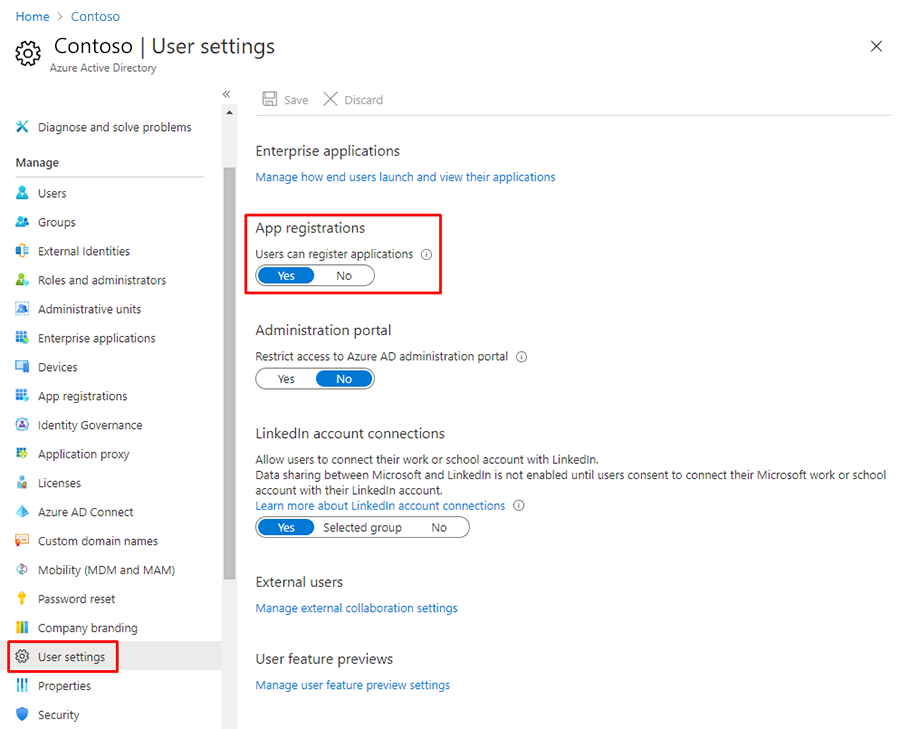 Home > Contoso
Contoso | User settings
Azure Active Directory
Diagnose and solve problems
Manage
Users
Groups
External Identities
Roles and administrators
Administrative units
Enterprise applications
Devices
App registrations
Identity Governance
Application proxy
Licenses
Azure AD Connect
Custom domain names
Mobility (MDM and MAM)
Password reset
Company branding
User settings
Properties
Security
Save Discard
Enterprise applications
Manage how end users launch and view their applications
App registrations
Users can register applications
Yes No
Administration portal
Restrict access to Azure AD administration portal
Yes No
LinkedIn account connections
Allow users to connect their work or school account with LinkedIn.
Data sharing between Microsoft and LinkedIn is not enabled until users consent to connect their Microsoft work or school
account with their LinkedIn account.
Learn more about LinkedIn account connections
Yes Selected group No
External users
Manage external collaboration settings
User feature previews
Manage user feature preview settings